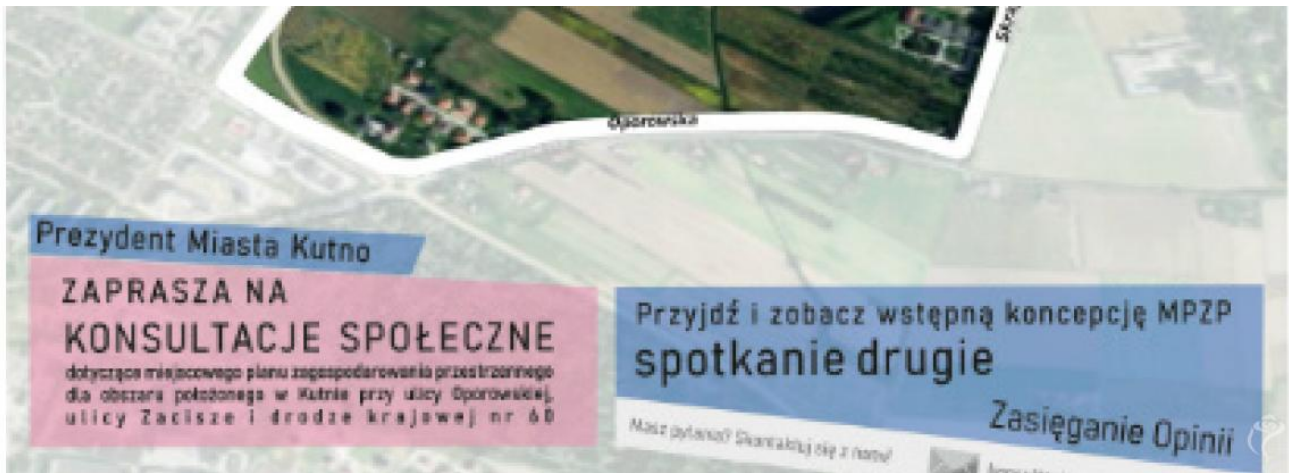 Oporowska
Prezydent Miasta Kutno
ZAPRASZA NA
KONSULTACJE SPOŁECZNE
dotyczące miejscowego planu zagospodarowania przestrzennego
dla obszaru położonego w Kutnie przy ulicy Oporowskiej,
ulicy Zacisze i drodze krajowej nr 60
Przyjdź i zobacz wstępną koncepcję MPZP
spotkanie drugie
Zasięganie Opinii
Masz pytania? Skontaktuj się z nami!